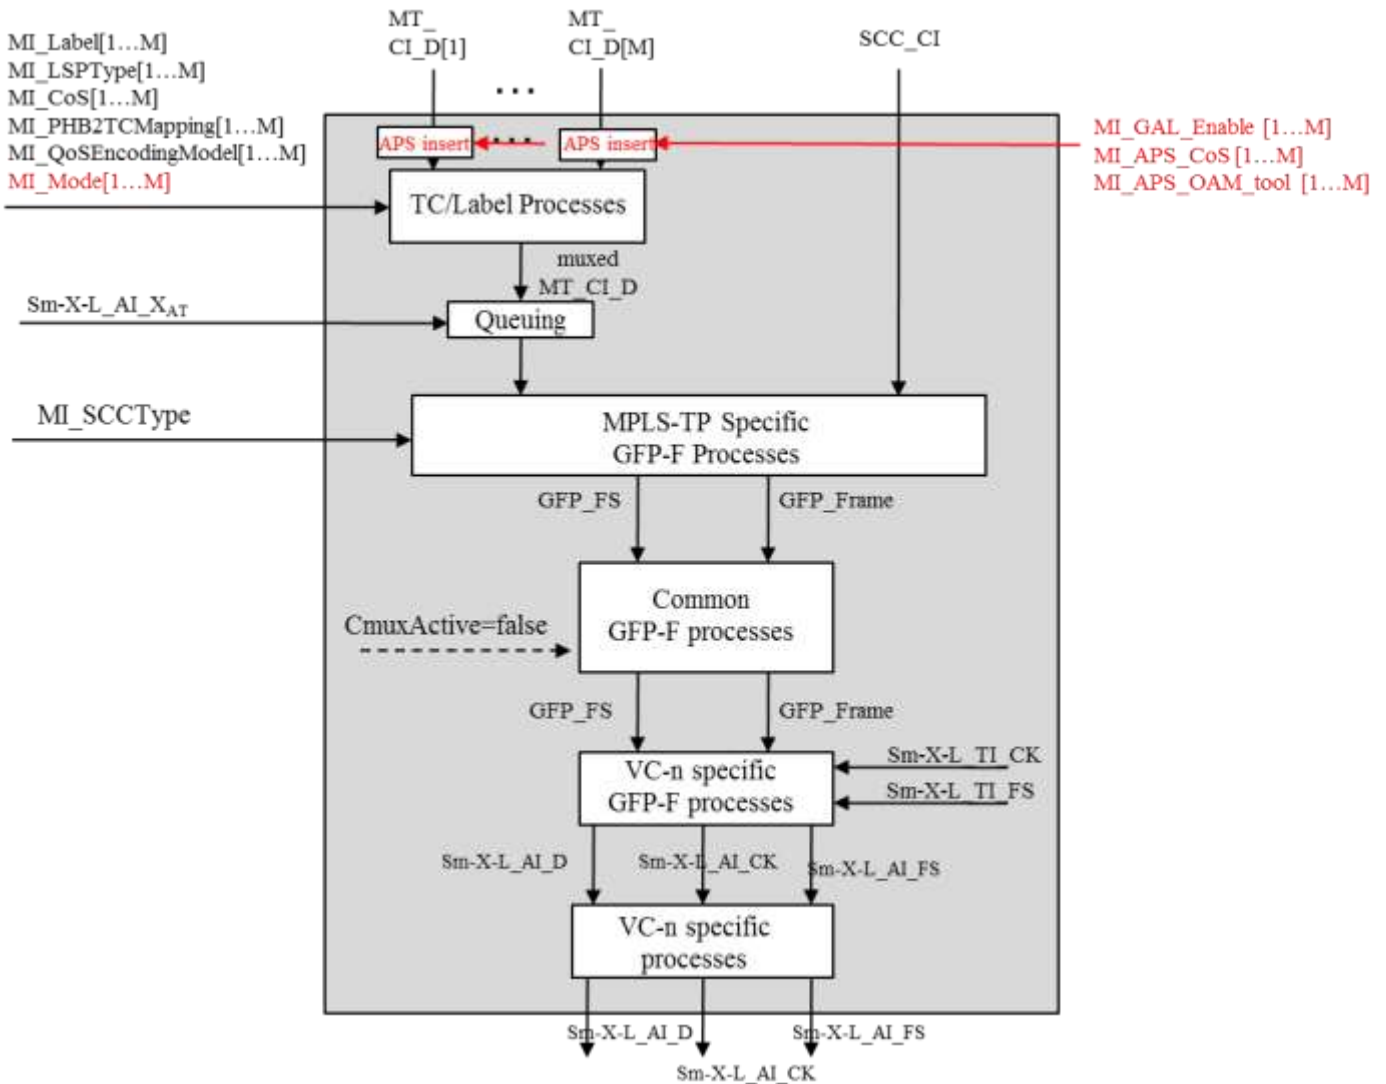 MT_
CI_D[1]
MT_
CI_D[M]
SCC_CI
MI_Label[1…M]
MI_LSPType[1…M]
MI_CoS[1…M]
MI_PHB2TCMapping[1…M]
MI_QoSEncodingModel[1…M]
MI_Mode[1…M]
...
APS insert
...
APS insert
MI_GAL_Enable [1…M]
MI_APS_CoS [1…M]
MI_APS_OAM_tool [1…M]
TC/Label Processes
muxed
MT_CI_D
Sm-X-L_AI_XAT
Queuing
MI_SCCType
MPLS-TP Specific
GFP-F Processes
GFP_FS
GFP_Frame
Common
GFP-F processes
CmuxActive=false
GFP_FS
GFP_Frame
VC-n specific
GFP-F processes
Sm-X-L_TI_CK
Sm-X-L_TI_FS
Sm-X-L_AI_D
Sm-X-L_AI_CK
Sm-X-L_AI_FS
VC-n specific
processes
Sm-X-L_AI_D
Sm-X-L_AI_FS
Sm-X-L_AI_CK